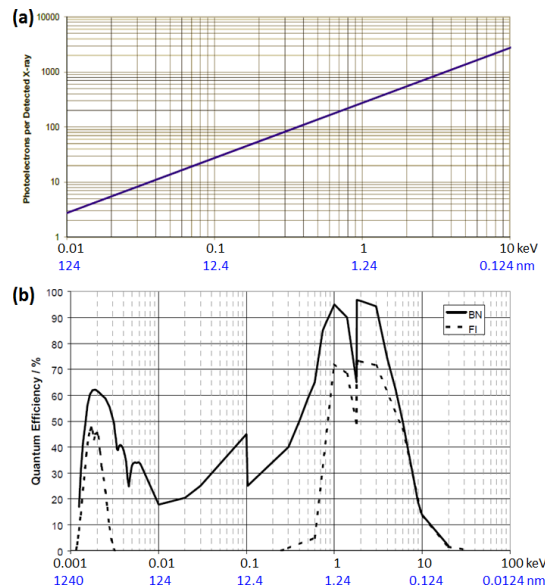 (a)
10000
1000
100
10
1
Photoelectrons per Detected X-ray
0.01 0.1 1 10 keV
124 12.4 1.24 0.124 nm
(b)
100
90
80
70
60
50
40
30
20
10
0
Quantum Efficiency / %
BN
FI
0.001 0.01 0.1 1 10 100 keV
1240 124 12.4 1.24 0.124 0.0124 nm